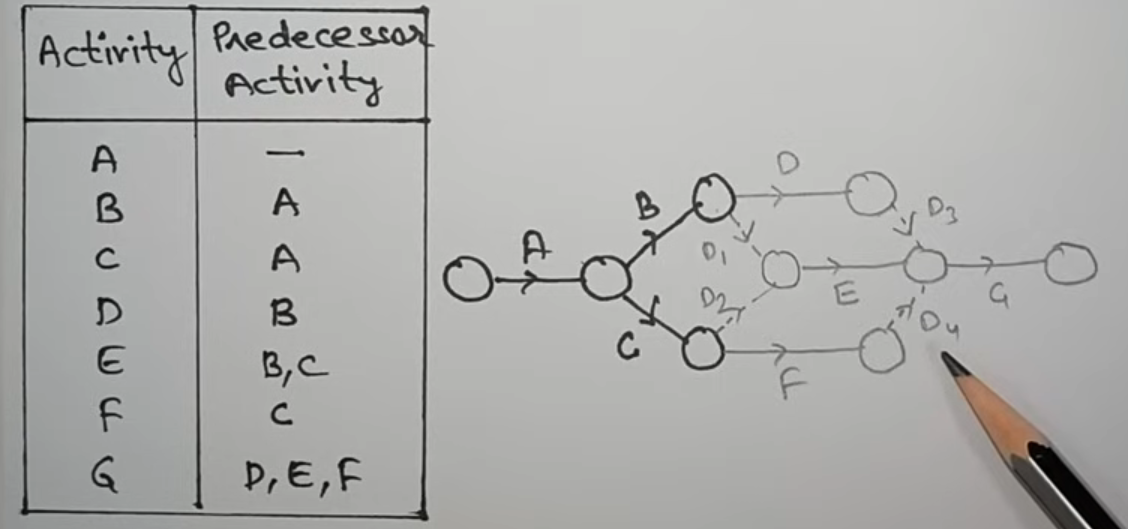 Activity Predecessor Activity
A —
B A
C A
D B
E B,C
F C
G D,E,F
A
B
C
D
D1
D2
E
D3
G
D4
F